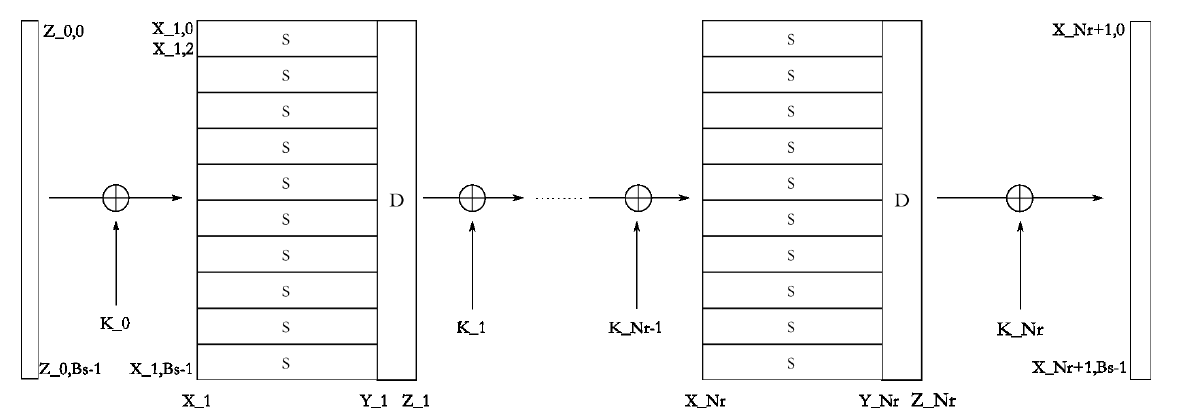 Z_0,0
X_1,0
X_1,2
S
S
S
S
S
S
S
S
S
S
D
S
S
S
S
S
S
S
S
S
S
D
X_Nr+1,0
K_0
K_1
K_Nr-1
K_Nr
Z_0,Bs-1
X_1,Bs-1
X_Nr+1,Bs-1
X_1
Y_1
Z_1
X_Nr
Y_Nr
Z_Nr